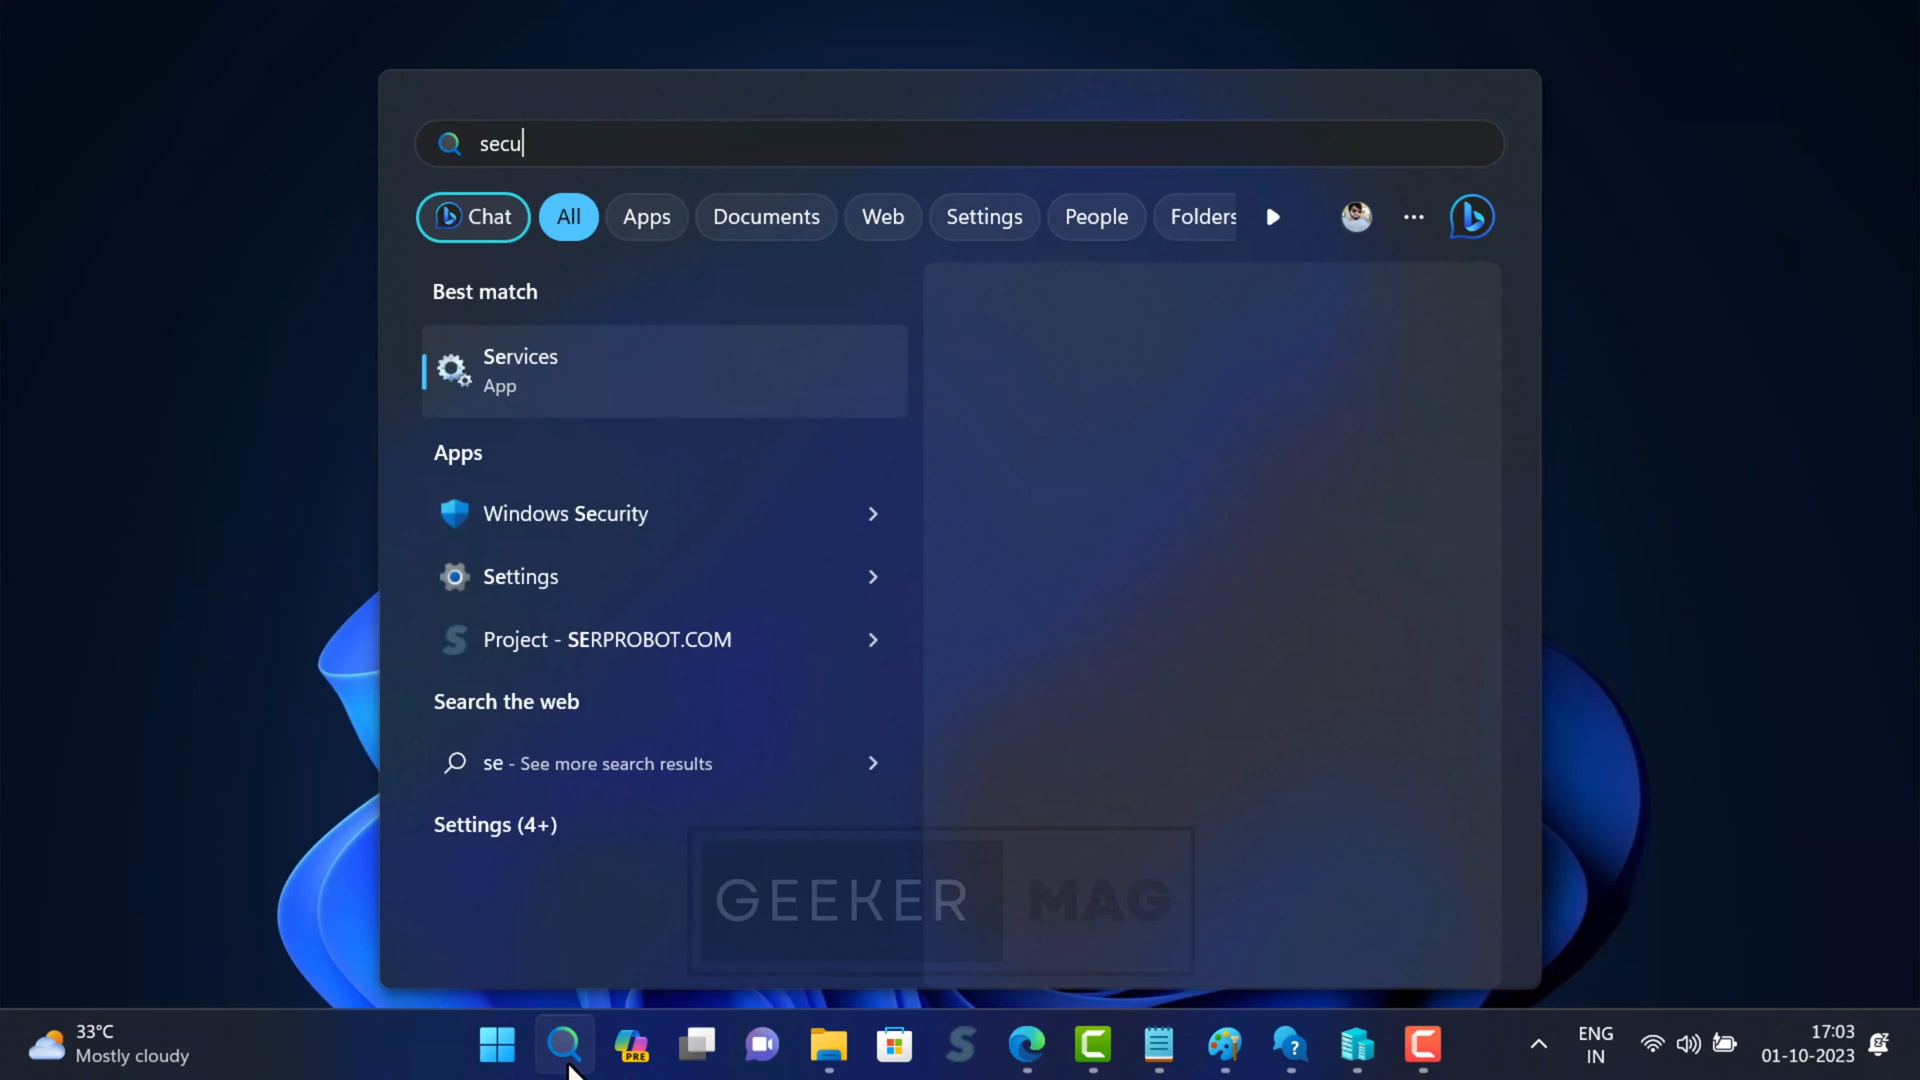 secu
Chat All Apps Documents Web Settings People Folders
Best match
Services
App
Apps
Windows Security
Settings
Project - SERPROBOT.COM
Search the web
se - See more search results
Settings (4+)
GEEKER MAG
33°C
Mostly cloudy
PRE
ENG
IN
17:03
01-10-2023